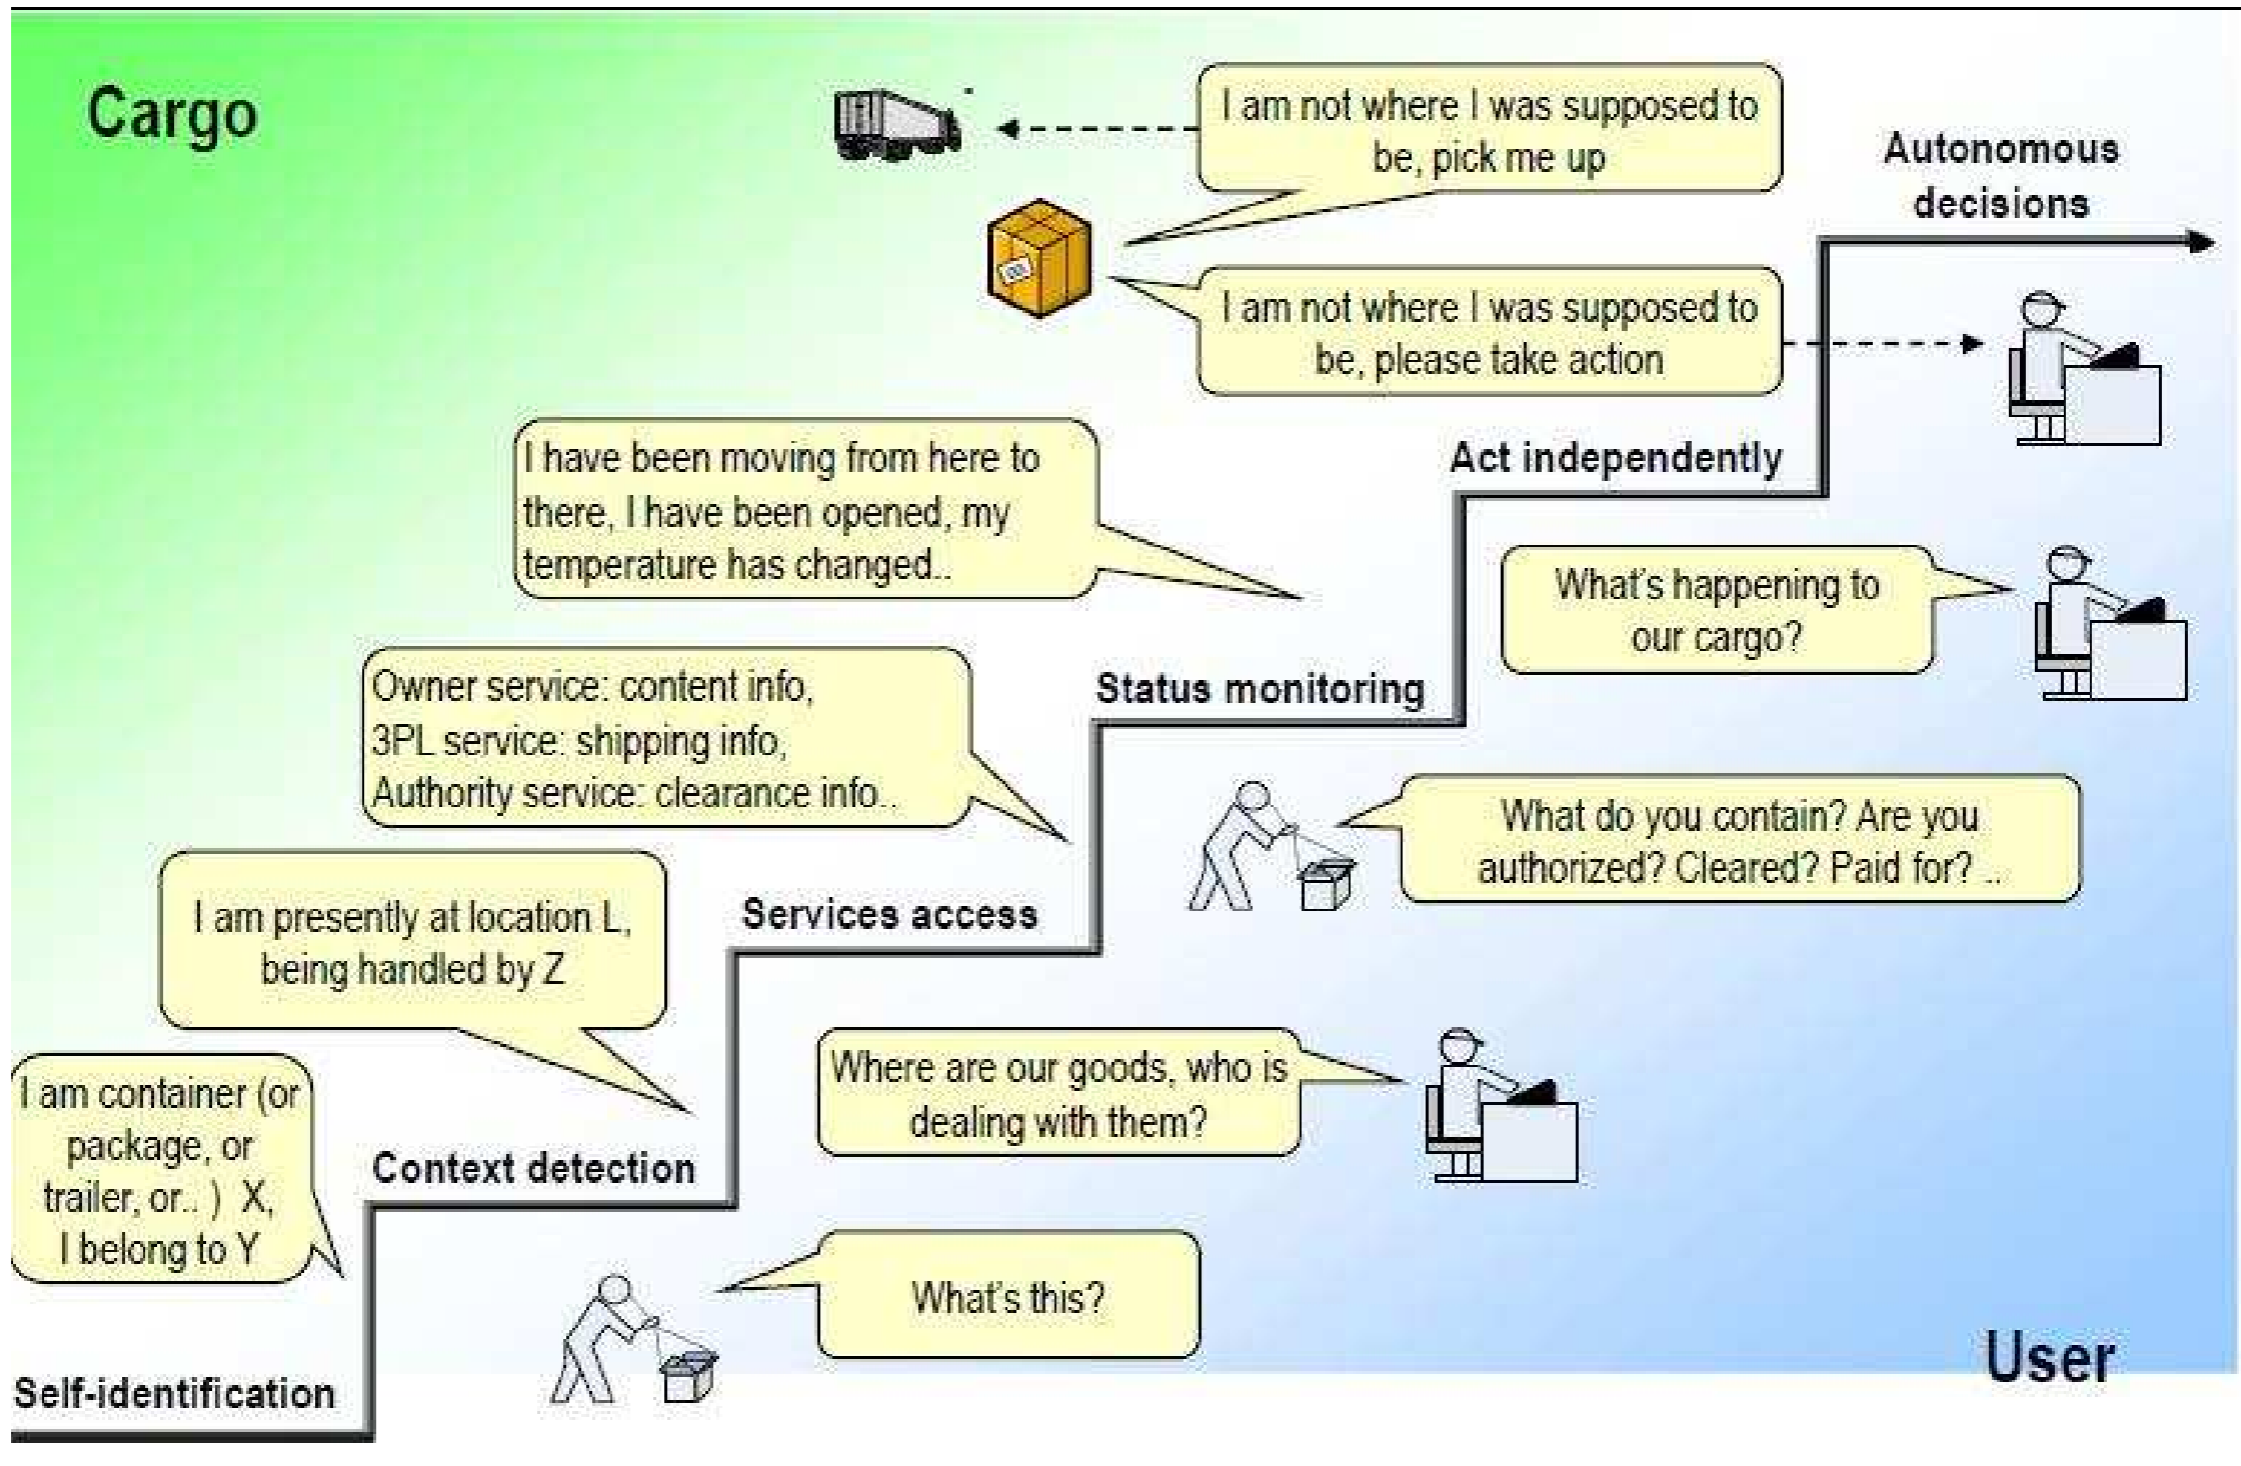 Cargo
I am not where I was supposed to
be, pick me up
Autonomous
decisions
I am not where I was supposed to
be, please take action
I have been moving from here to
there, I have been opened, my
temperature has changed..
Act independently
What's happening to
our cargo?
Owner service: content info,
3PL service: shipping info,
Authority service: clearance info..
Status monitoring
What do you contain? Are you
authorized? Cleared? Paid for? ..
I am presently at location L,
being handled by Z
Services access
Where are our goods, who is
dealing with them?
I am container (or
package, or
trailer, or.. ) X,
I belong to Y
Context detection
What's this?
Self-identification
User